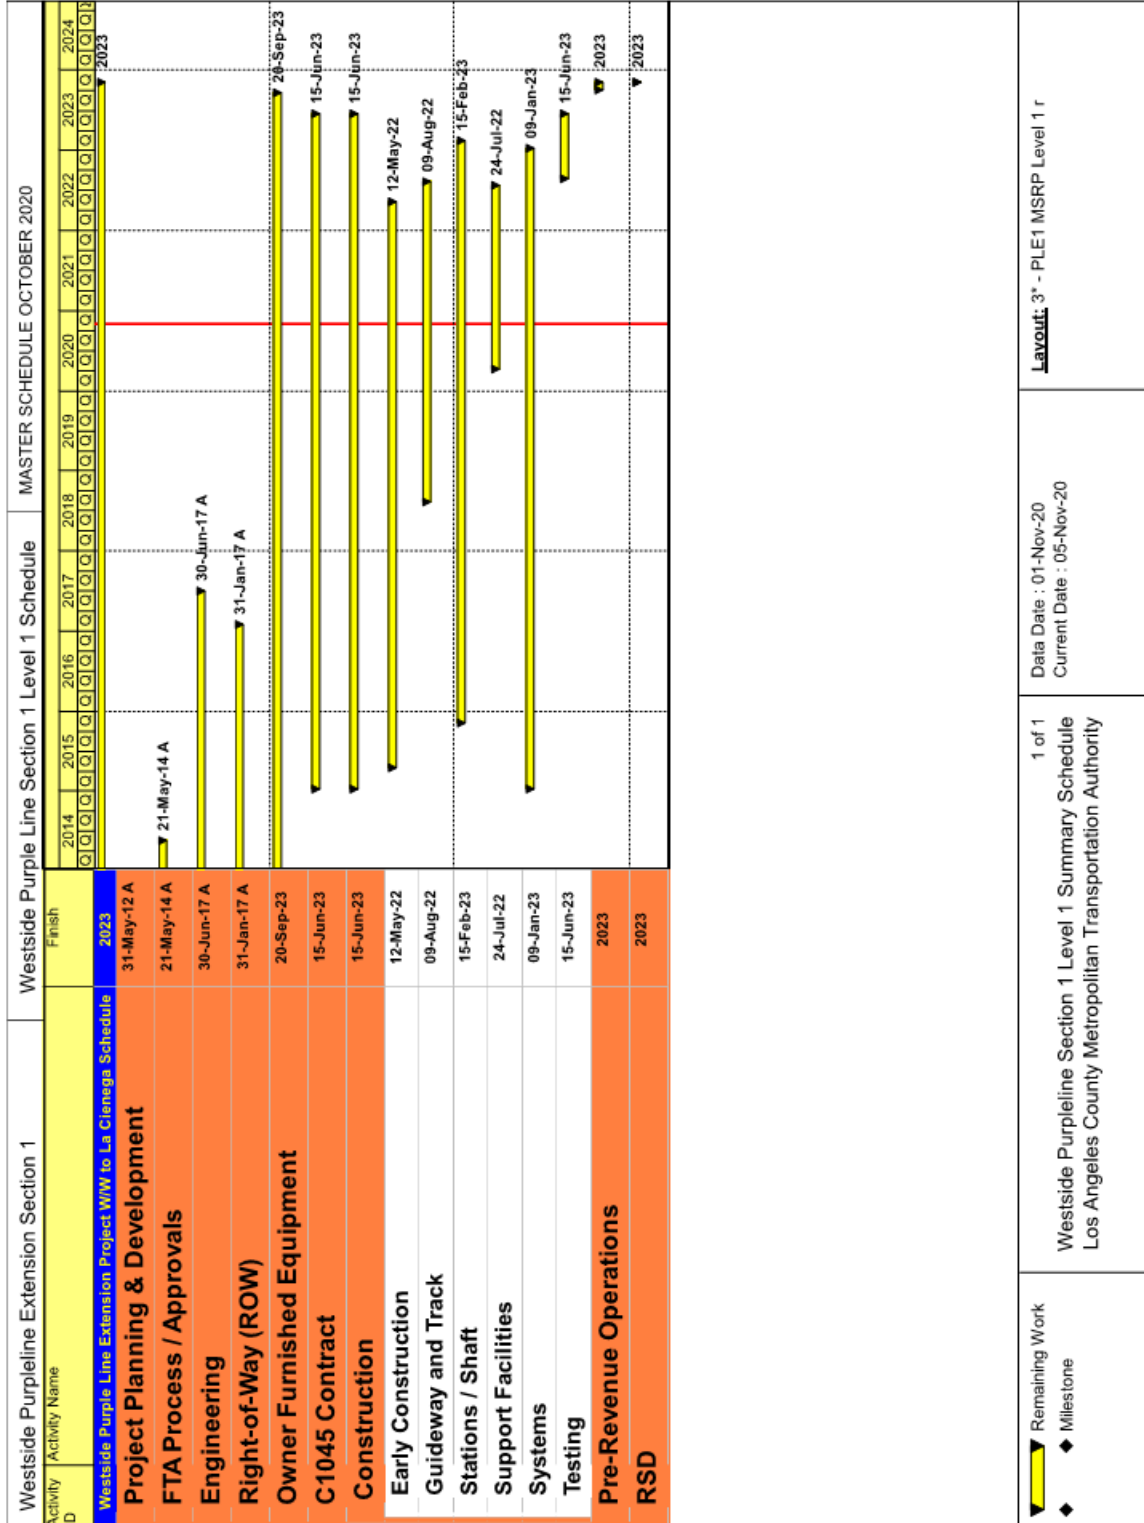 Westside Purpleline Extension Section 1
Westside Purple Line Section 1 Level 1 Schedule
MASTER SCHEDULE OCTOBER 2020
Activity
D
Activity Name
Finish
2014 2015 2016 2017 2018 2019 2020 2021 2022 2023 2024
Q Q Q Q Q Q Q Q Q Q Q Q Q Q Q Q Q Q Q Q Q Q Q Q Q Q Q Q Q Q Q Q Q Q Q Q Q Q Q Q Q Q Q
Westside Purple Line Extension Project W/W to La Cienega Schedule 2023 2023
Project Planning & Development 31-May-12 A
FTA Process / Approvals 21-May-14 A 21-May-14 A
Engineering 30-Jun-17 A 30-Jun-17 A
Right-of-Way (ROW) 31-Jan-17 A 31-Jan-17 A
Owner Furnished Equipment 20-Sep-23 20-Sep-23
C1045 Contract 15-Jun-23 15-Jun-23
Construction 15-Jun-23 15-Jun-23
Early Construction 12-May-22 12-May-22
Guideway and Track 09-Aug-22 09-Aug-22
Stations / Shaft 15-Feb-23 15-Feb-23
Support Facilities 24-Jul-22 24-Jul-22
Systems 09-Jan-23 09-Jan-23
Testing 15-Jun-23 15-Jun-23
Pre-Revenue Operations 2023 2023
RSD 2023 2023
Remaining Work
Milestone
1 of 1
Westside Purpleline Section 1 Level 1 Summary Schedule
Los Angeles County Metropolitan Transportation Authority
Data Date : 01-Nov-20
Current Date : 05-Nov-20
Layout: 3* - PLE1 MSRP Level 1 r